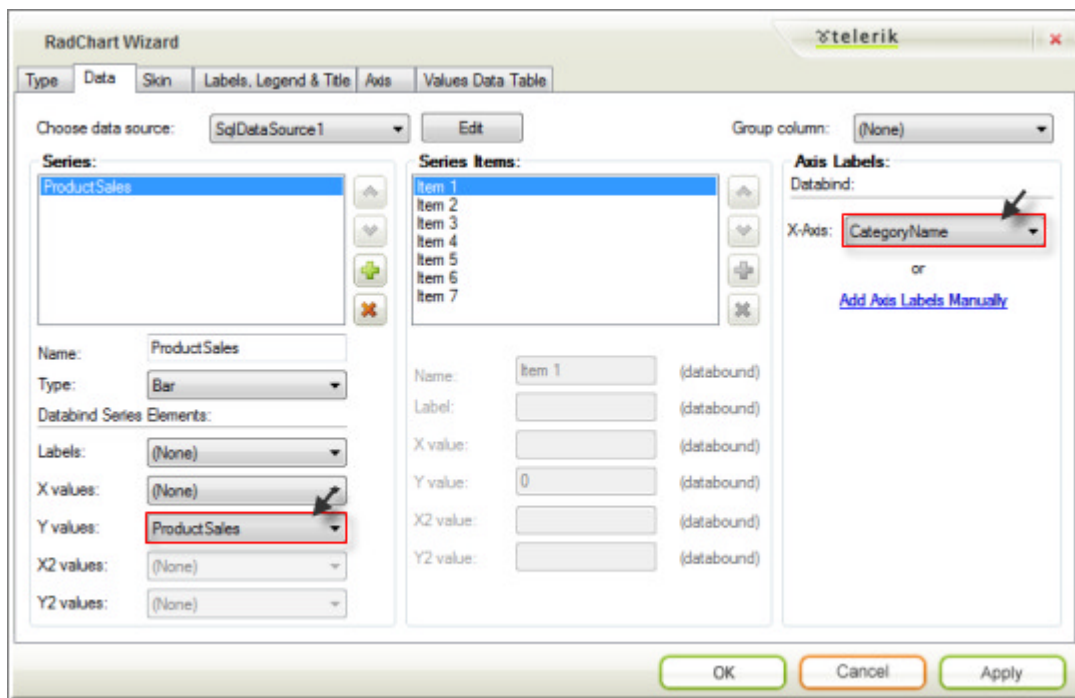 RadChart Wizard
telerik
Type Data Skin Labels, Legend & Title Axis Values Data Table
Choose data source: SqlDataSource1 Edit Group column: (None)
Series:
ProductSales
Name: ProductSales
Type: Bar
Databind Series Elements:
Labels: (None)
X values: (None)
Y values: ProductSales
X2 values: (None)
Y2 values: (None)
Series Items:
Item 1
Item 2
Item 3
Item 4
Item 5
Item 6
Item 7
Name: Item 1 (databound)
Label: (databound)
X value: (databound)
Y value: 0 (databound)
X2 value: (databound)
Y2 value: (databound)
Axis Labels:
Databind:
X-Axis: CategoryName
or
Add Axis Labels Manually
OK Cancel Apply